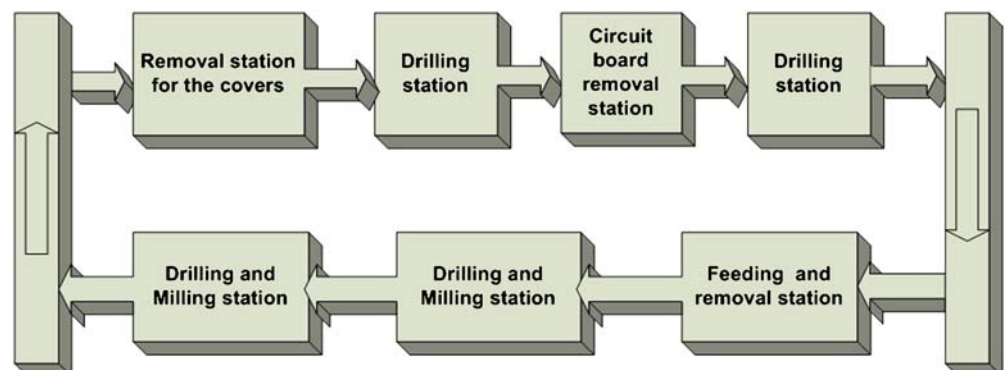 Removal station
for the covers
Drilling
station
Circuit
board
removal
station
Drilling
station
Drilling and
Milling station
Drilling and
Milling station
Feeding and
removal station